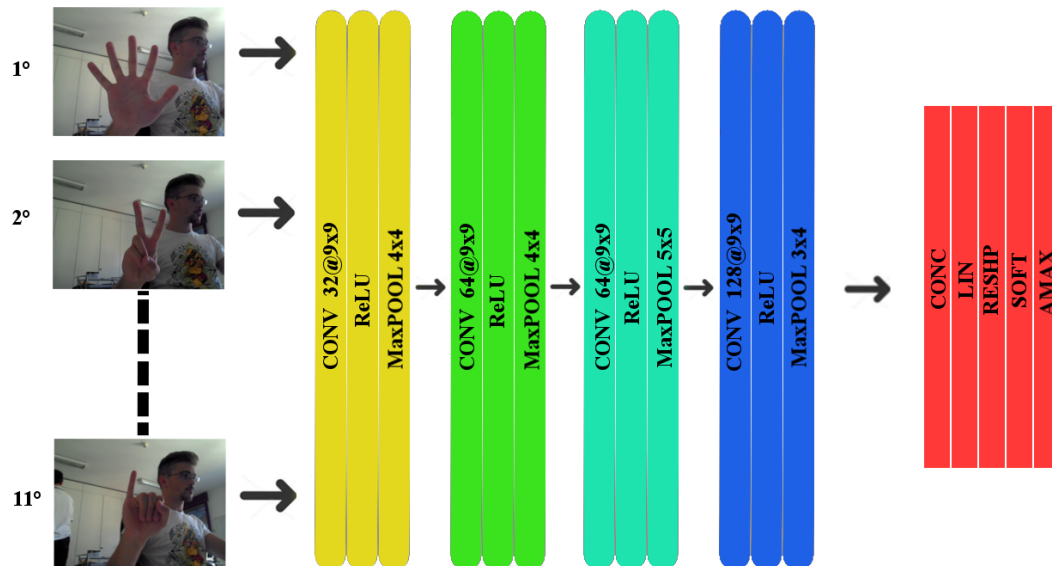 1°
2°
11°
CONV 32@9x9
ReLU
MaxPOOL 4x4
CONV 64@9x9
ReLU
MaxPOOL 4x4
CONV 64@9x9
ReLU
MaxPOOL 5x5
CONV 128@9x9
ReLU
MaxPOOL 3x4
CONC
LIN
RESHP
SOFT
AMAX